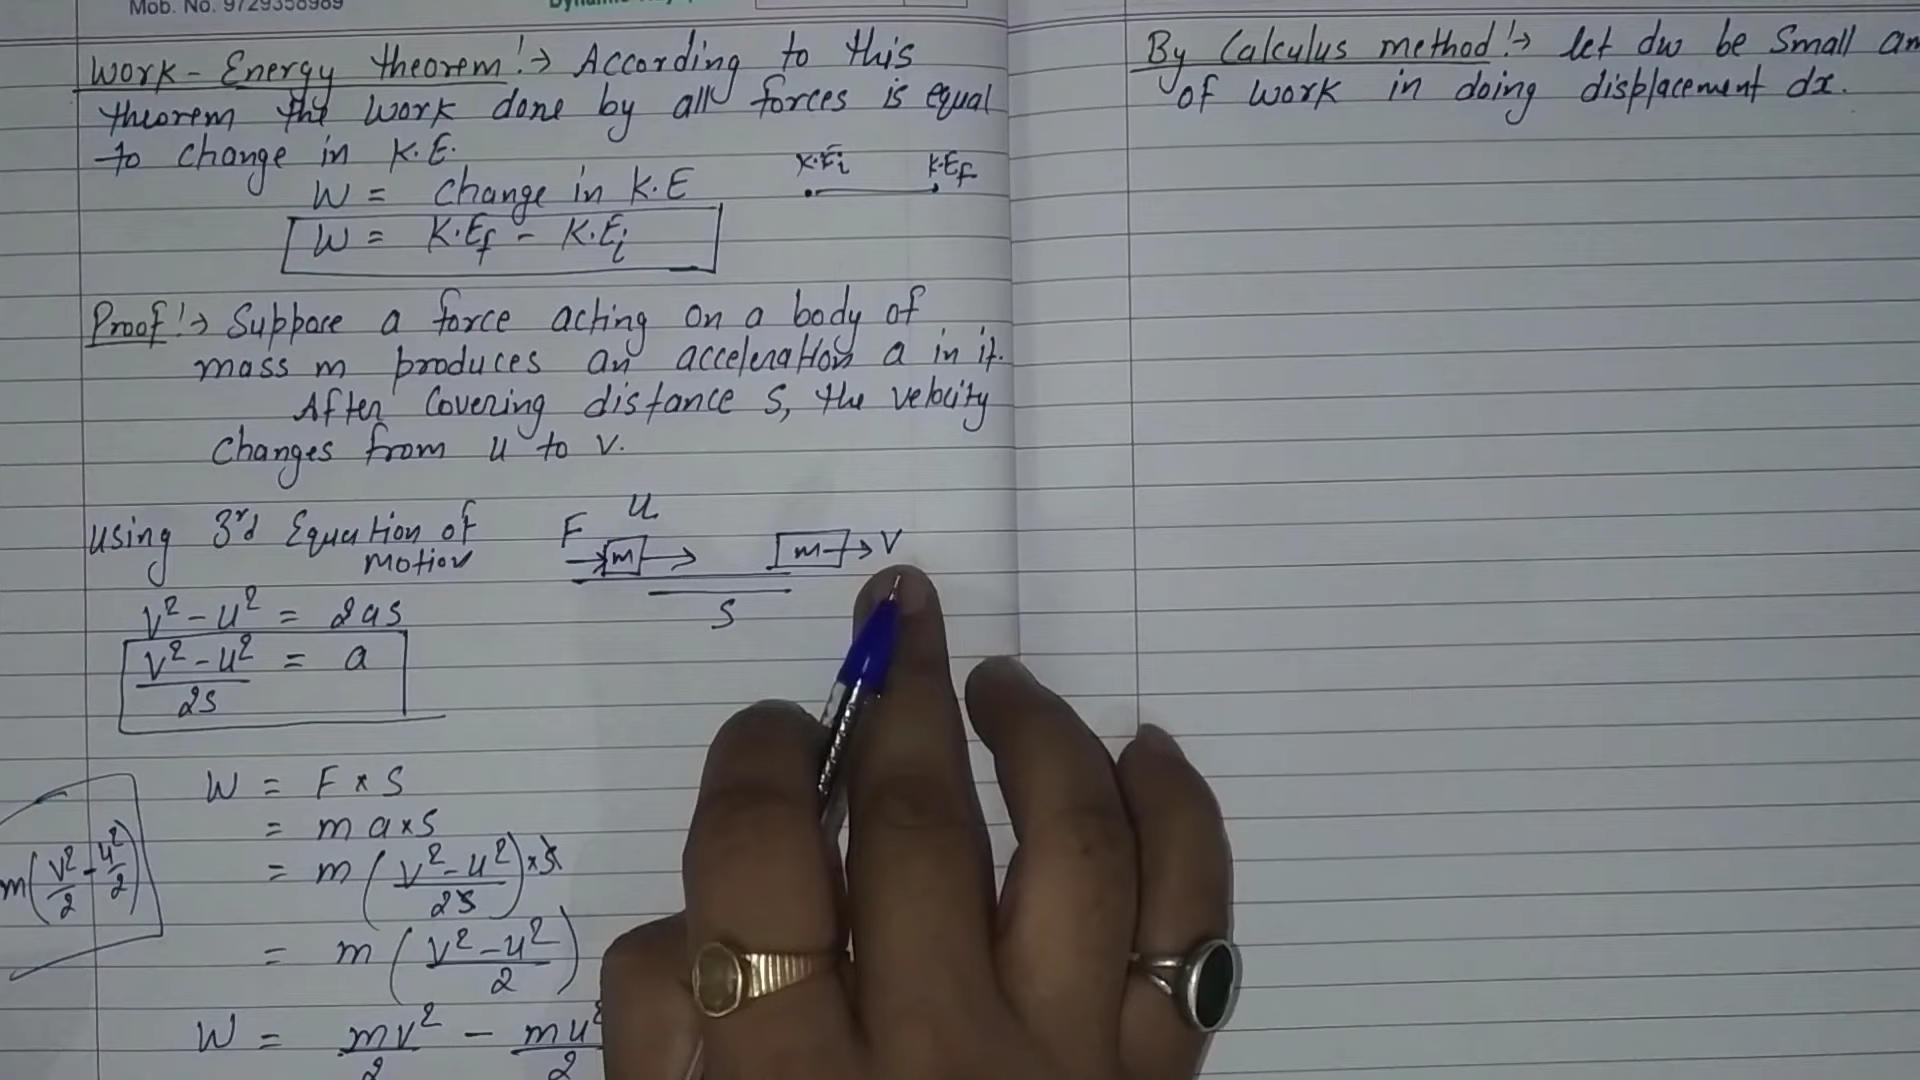 Mob. No. 9729358989
Work-Energy theorem!→ According to this
theorem the work done by all forces is equal
to change in K.E.
W = Change in K.E
K.Ei K.Ef
W = K.Ef - K.Ei
Proof!→ Suppose a force acting on a body of
mass m produces an acceleration a in it.
After Covering distance S, the velocity
Changes from u to v.
using 3rd Equation of
motion
F u
m m V
S
v² - u² = 2as
v² - u² / 2s = a
W = F × S
= m a × s
= m (v² - u² / 2s) × s
m (v²/2 - u²/2)
= m (v² - u² / 2)
W = mv²/2 - mu²/2
By Calculus method!→ let dw be Small am
of work in doing displacement dx.